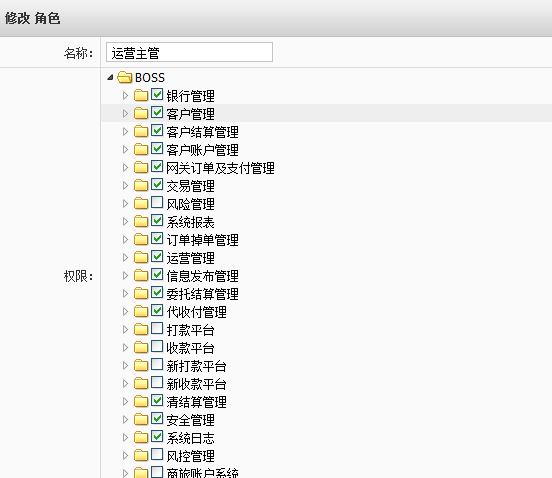 修改 角色
名称:
运营主管
BOSS
银行管理
客户管理
客户结算管理
客户账户管理
网关订单及支付管理
交易管理
风险管理
系统报表
订单掉单管理
运营管理
权限:
信息发布管理
委托结算管理
代收付管理
打款平台
收款平台
新打款平台
新收款平台
清结算管理
安全管理
系统日志
风控管理
商旅账户系统